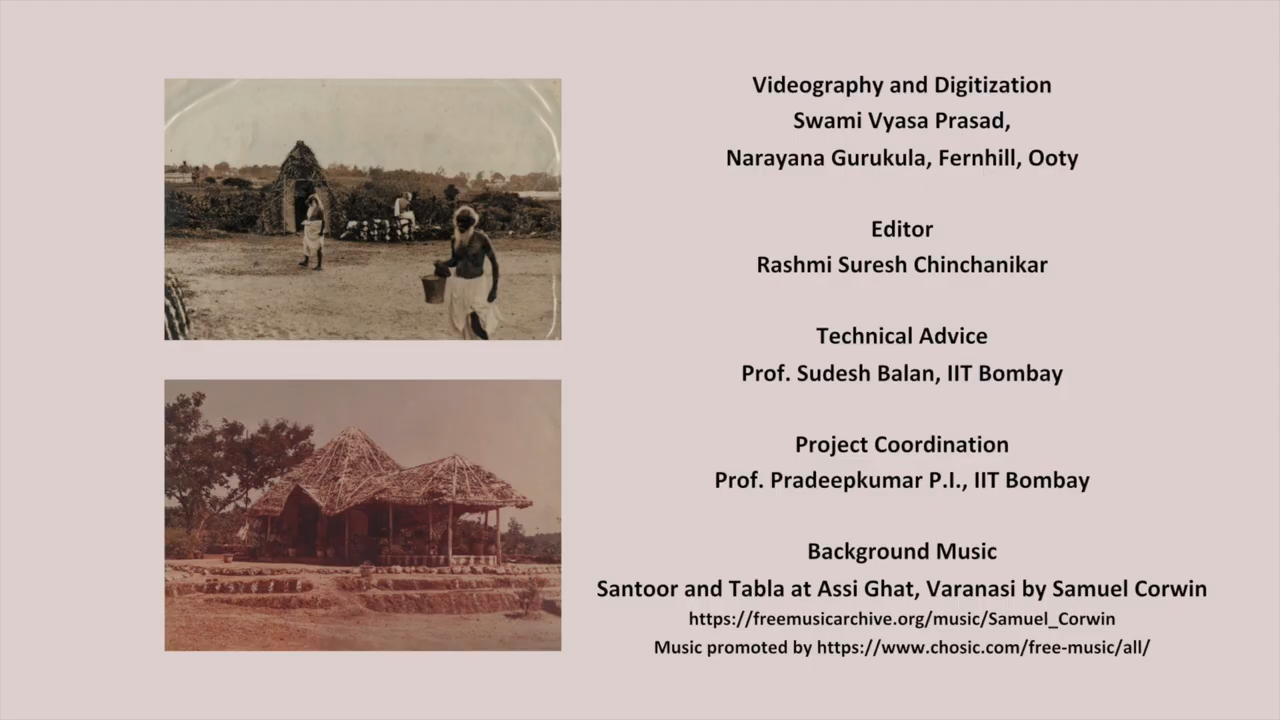 Videography and Digitization
Swami Vyasa Prasad,
Narayana Gurukula, Fernhill, Ooty
Editor
Rashmi Suresh Chinchanikar
Technical Advice
Prof. Sudesh Balan, IIT Bombay
Project Coordination
Prof. Pradeepkumar P.I., IIT Bombay
Background Music
Santoor and Tabla at Assi Ghat, Varanasi by Samuel Corwin
https://freemusicarchive.org/music/Samuel_Corwin
Music promoted by https://www.chosic.com/free-music/all/